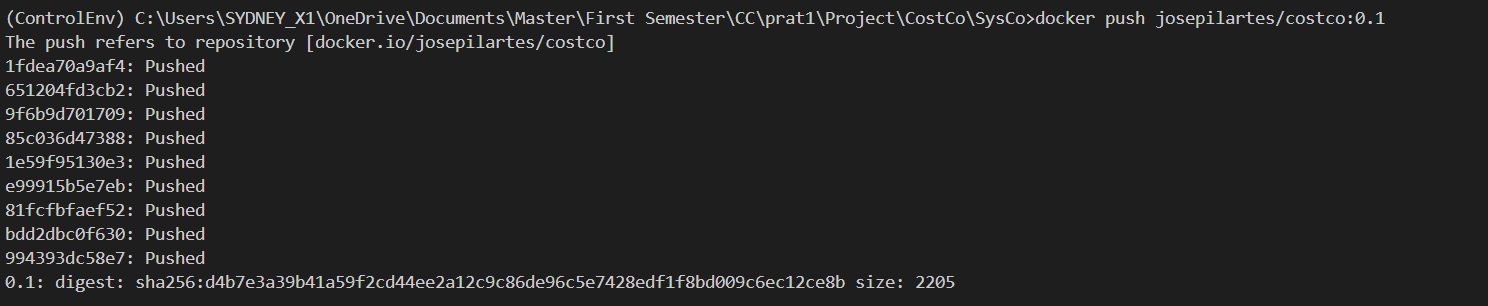 (ControlEnv) C:\Users\SYDNEY_X1\OneDrive\Documents\Master\First Semester\CC\prat1\Project\CostCo\SysCo>docker push josepilartes/costco:0.1
The push refers to repository [docker.io/josepilartes/costco]
1fdea70a9af4: Pushed
651204fd3cb2: Pushed
9f6b9d701709: Pushed
85c036d47388: Pushed
1e59f95130e3: Pushed
e99915b5e7eb: Pushed
81fcfbfaef52: Pushed
bdd2dbc0f630: Pushed
994393dc58e7: Pushed
0.1: digest: sha256:d4b7e3a39b41a59f2cd44ee2a12c9c86de96c5e7428edf1f8bd009c6ec12ce8b size: 2205